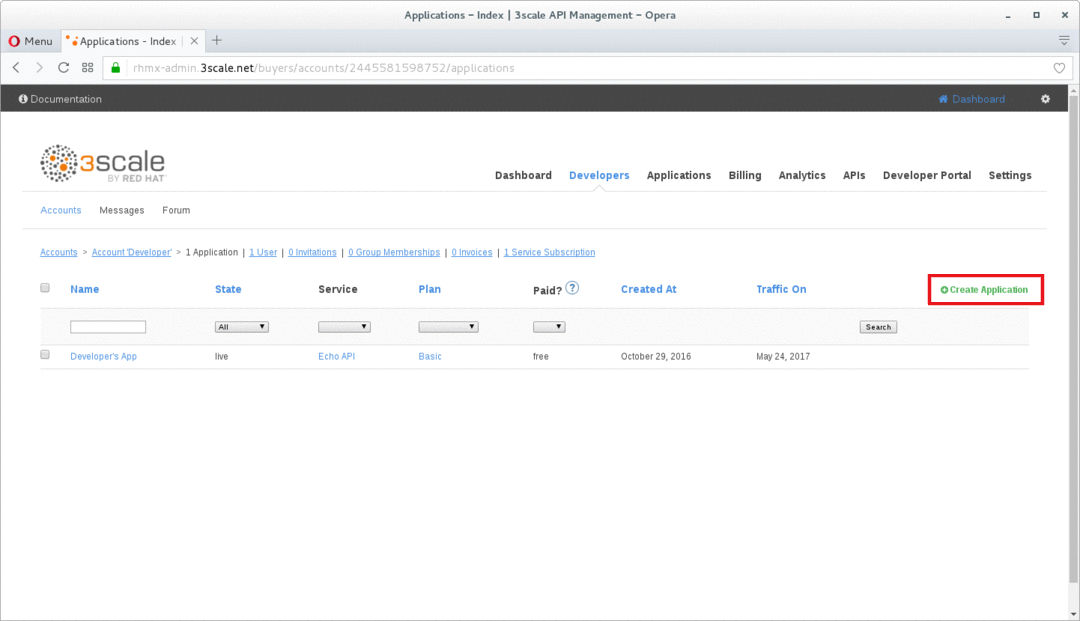 Applications - Index | 3scale API Management - Opera
Menu
Applications - Index
rhmx-admin.3scale.net/buyers/accounts/2445581598752/applications
Documentation
Dashboard
3scale
BY RED HAT
Dashboard Developers Applications Billing Analytics APIs Developer Portal Settings
Accounts Messages Forum
Accounts > Account 'Developer' > 1 Application | 1 User | 0 Invitations | 0 Group Memberships | 0 Invoices | 1 Service Subscription
Name State Service Plan Paid? ? Created At Traffic On Create Application
All Search
Developer's App live Echo API Basic free October 29, 2016 May 24, 2017